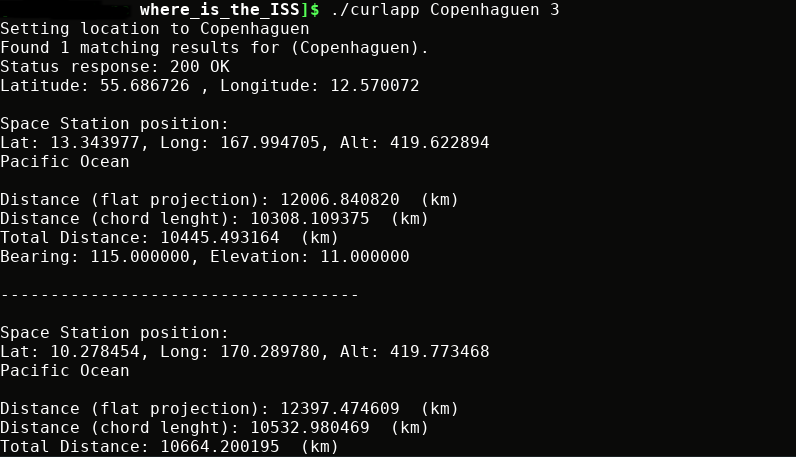 where_is_the_ISS]$ ./curlapp Copenhaguen 3
Setting location to Copenhaguen
Found 1 matching results for (Copenhaguen).
Status response: 200 OK
Latitude: 55.686726 , Longitude: 12.570072
Space Station position:
Lat: 13.343977, Long: 167.994705, Alt: 419.622894
Pacific Ocean
Distance (flat projection): 12006.840820  (km)
Distance (chord lenght): 10308.109375  (km)
Total Distance: 10445.493164  (km)
Bearing: 115.000000, Elevation: 11.000000
------------------------------------
Space Station position:
Lat: 10.278454, Long: 170.289780, Alt: 419.773468
Pacific Ocean
Distance (flat projection): 12397.474609  (km)
Distance (chord lenght): 10532.980469  (km)
Total Distance: 10664.200195  (km)